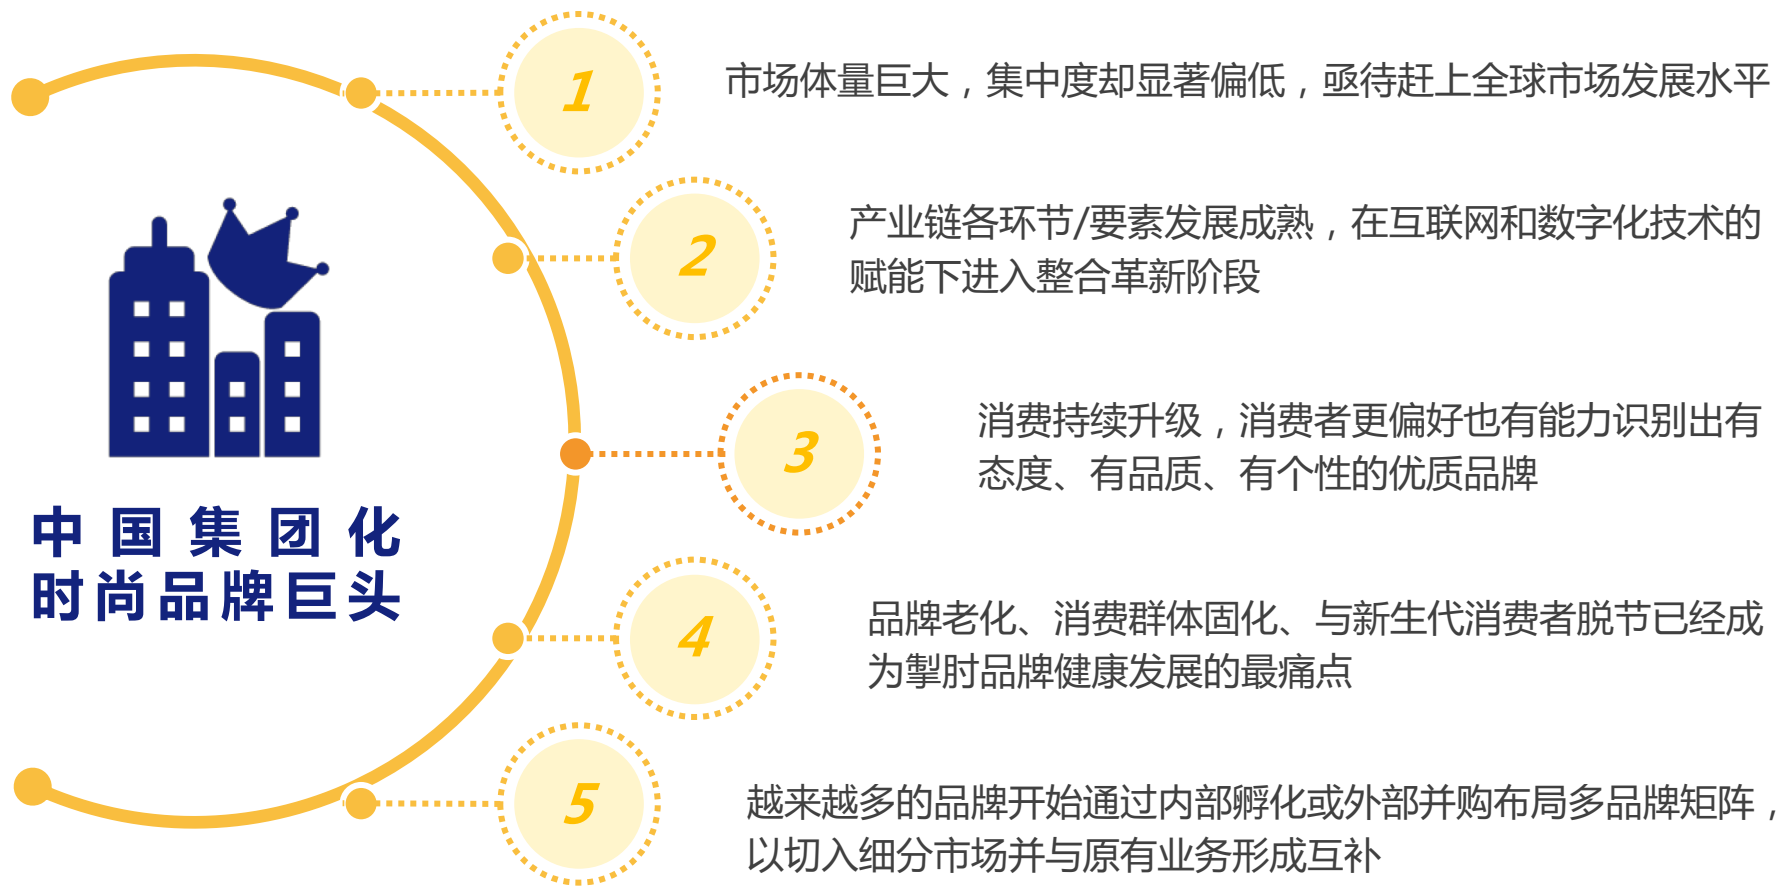 中国集团化
时尚品牌巨头
1
市场体量巨大，集中度却显著偏低，亟待赶上全球市场发展水平
2
产业链各环节/要素发展成熟，在互联网和数字化技术的
赋能下进入整合革新阶段
3
消费持续升级，消费者更偏好也有能力识别出有
态度、有品质、有个性的优质品牌
4
品牌老化、消费群体固化、与新生代消费者脱节已经成
为掣肘品牌健康发展的最痛点
5
越来越多的品牌开始通过内部孵化或外部并购布局多品牌矩阵，
以切入细分市场并与原有业务形成互补